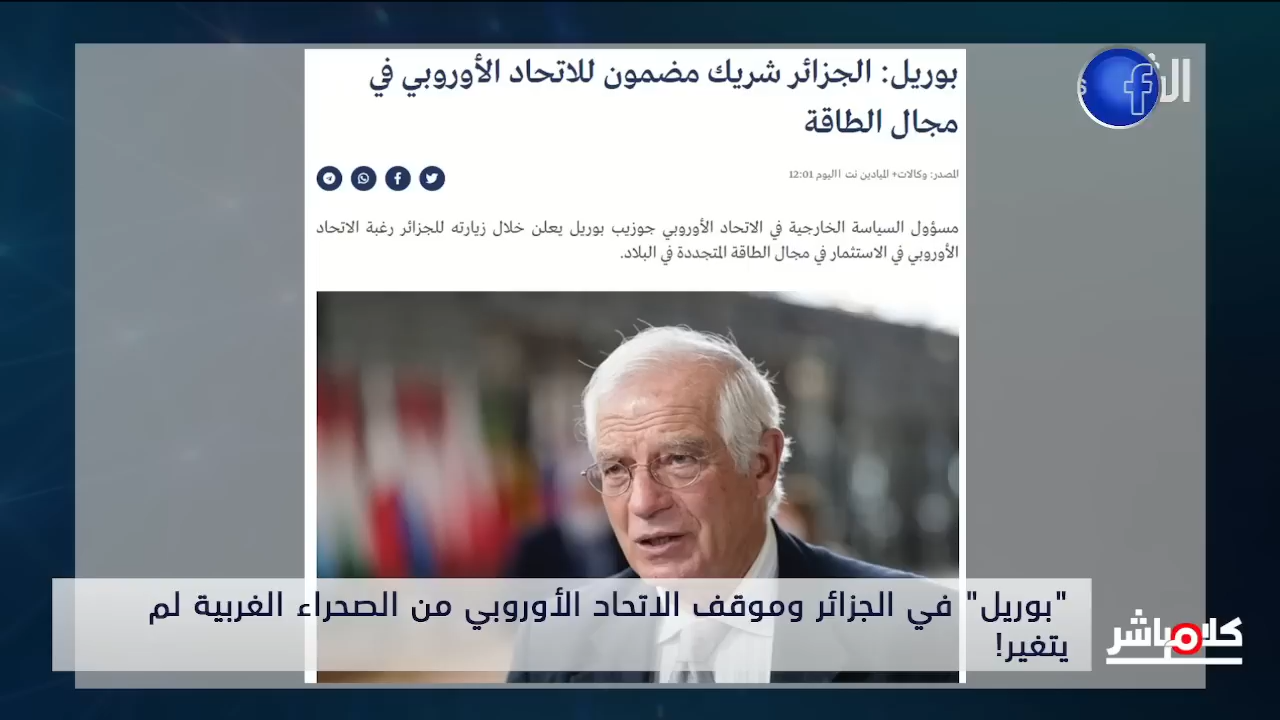 بوريل: الجزائر شريك مضمون للاتحاد الأوروبي في
مجال الطاقة
المصدر: وكالات+ الميادين نت | اليوم 12:01
مسؤول السياسة الخارجية في الاتحاد الأوروبي جوزيب بوريل يعلن خلال زيارته للجزائر رغبة الاتحاد
الأوروبي في الاستثمار في مجال الطاقة المتجددة في البلاد.
"بوريل" في الجزائر وموقف الاتحاد الأوروبي من الصحراء الغربية لم
يتغير!
كلام مباشر